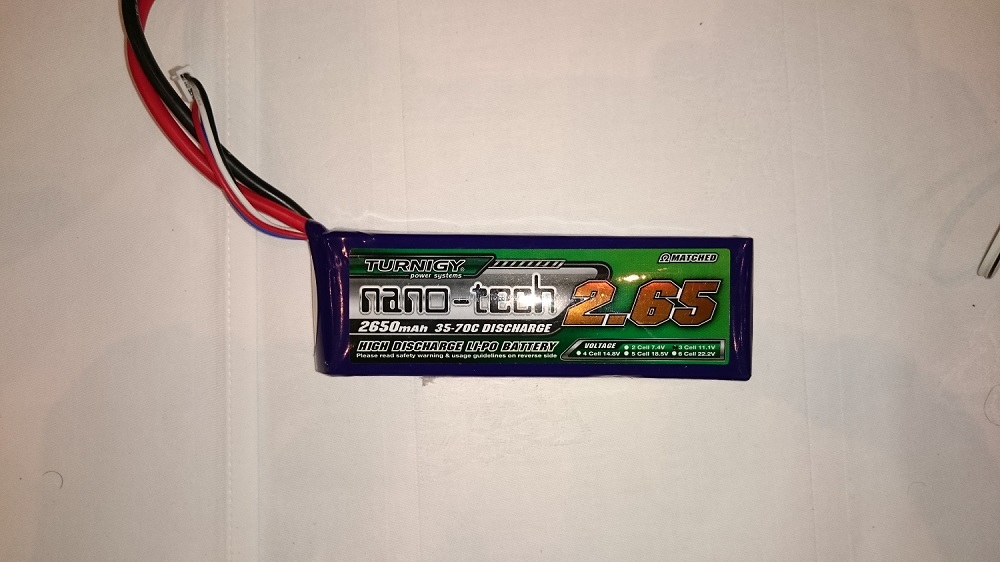 TURNIGY®
power systems
MATCHED
nano-tech 2.65
2650mAh 35-70C DISCHARGE
HIGH DISCHARGE LI-PO BATTERY
Please read safety warning & usage guidelines on reverse side
VOLTAGE 2 Cell 7.4V 3 Cell 11.1V
4 Cell 14.8V 5 Cell 18.5V 6 Cell 22.2V